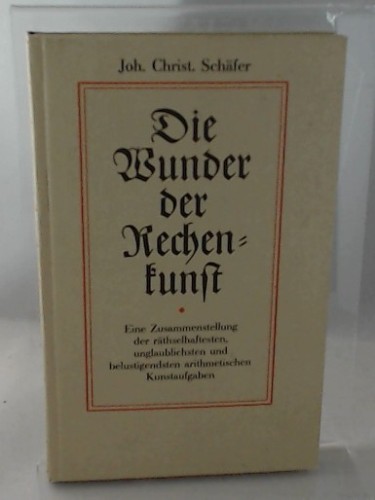 Joh. Christ. Schäfer
Die
Wunder
der
Rechen=
kunst
Eine Zusammenstellung
der räthselhaftesten,
unglaublichsten und
belustigendsten arithmetischen
Kunstaufgaben